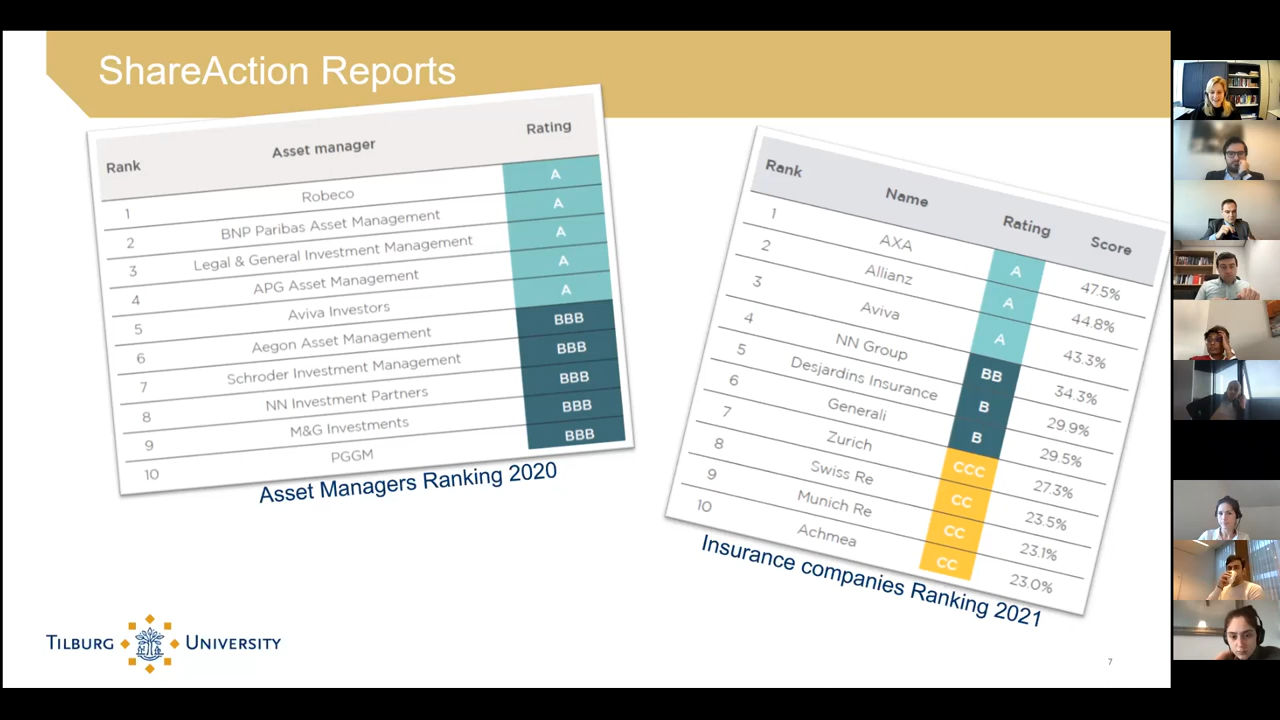 ShareAction Reports
Rank Asset manager Rating
1 Robeco A
2 BNP Paribas Asset Management A
3 Legal & General Investment Management A
4 APG Asset Management A
5 Aviva Investors A
6 Aegon Asset Management BBB
7 Schroder Investment Management BBB
8 NN Investment Partners BBB
9 M&G Investments BBB
10 PGGM BBB
Asset Managers Ranking 2020
Rank Name Rating Score
1 AXA A 47.5%
2 Allianz A 44.8%
3 Aviva A 43.3%
4 NN Group BB 34.3%
5 Desjardins Insurance B 29.9%
6 Generali B 29.5%
7 Zurich CCC 27.3%
8 Swiss Re CC 23.5%
9 Munich Re CC 23.1%
10 Achmea CC 23.0%
Insurance companies Ranking 2021
TILBURG UNIVERSITY
7